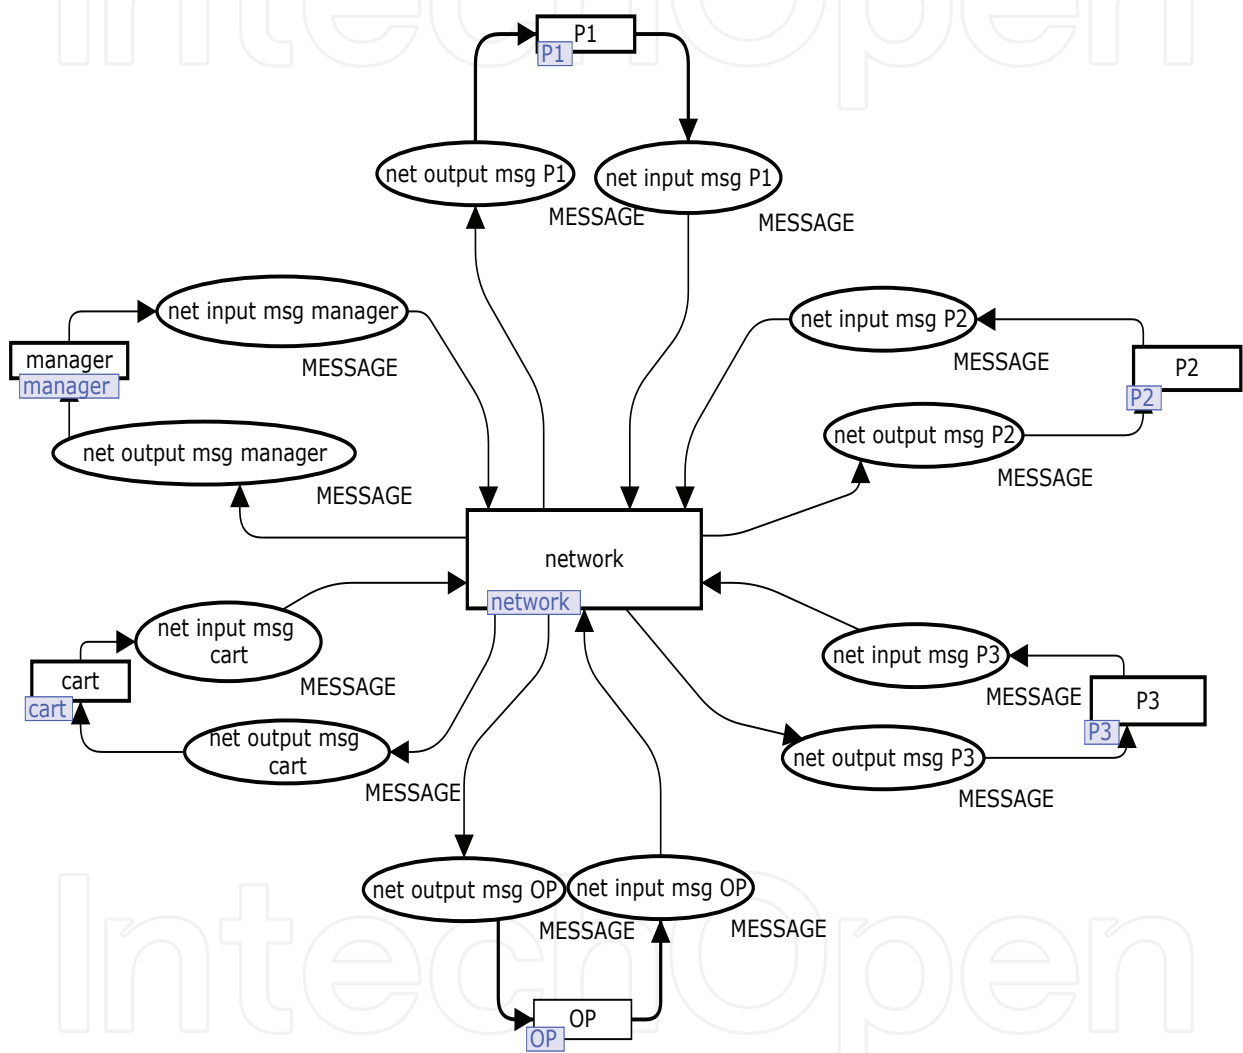 IntechOpen
P1
P1
net output msg P1
net input msg P1
MESSAGE
MESSAGE
net input msg manager
MESSAGE
manager
manager
net output msg manager
MESSAGE
net input msg P2
MESSAGE
P2
P2
net output msg P2
MESSAGE
network
network
net input msg
cart
MESSAGE
cart
cart
net output msg
cart
MESSAGE
net input msg P3
MESSAGE
P3
P3
net output msg P3
MESSAGE
net output msg OP
net input msg OP
MESSAGE
MESSAGE
OP
OP
IntechOpen